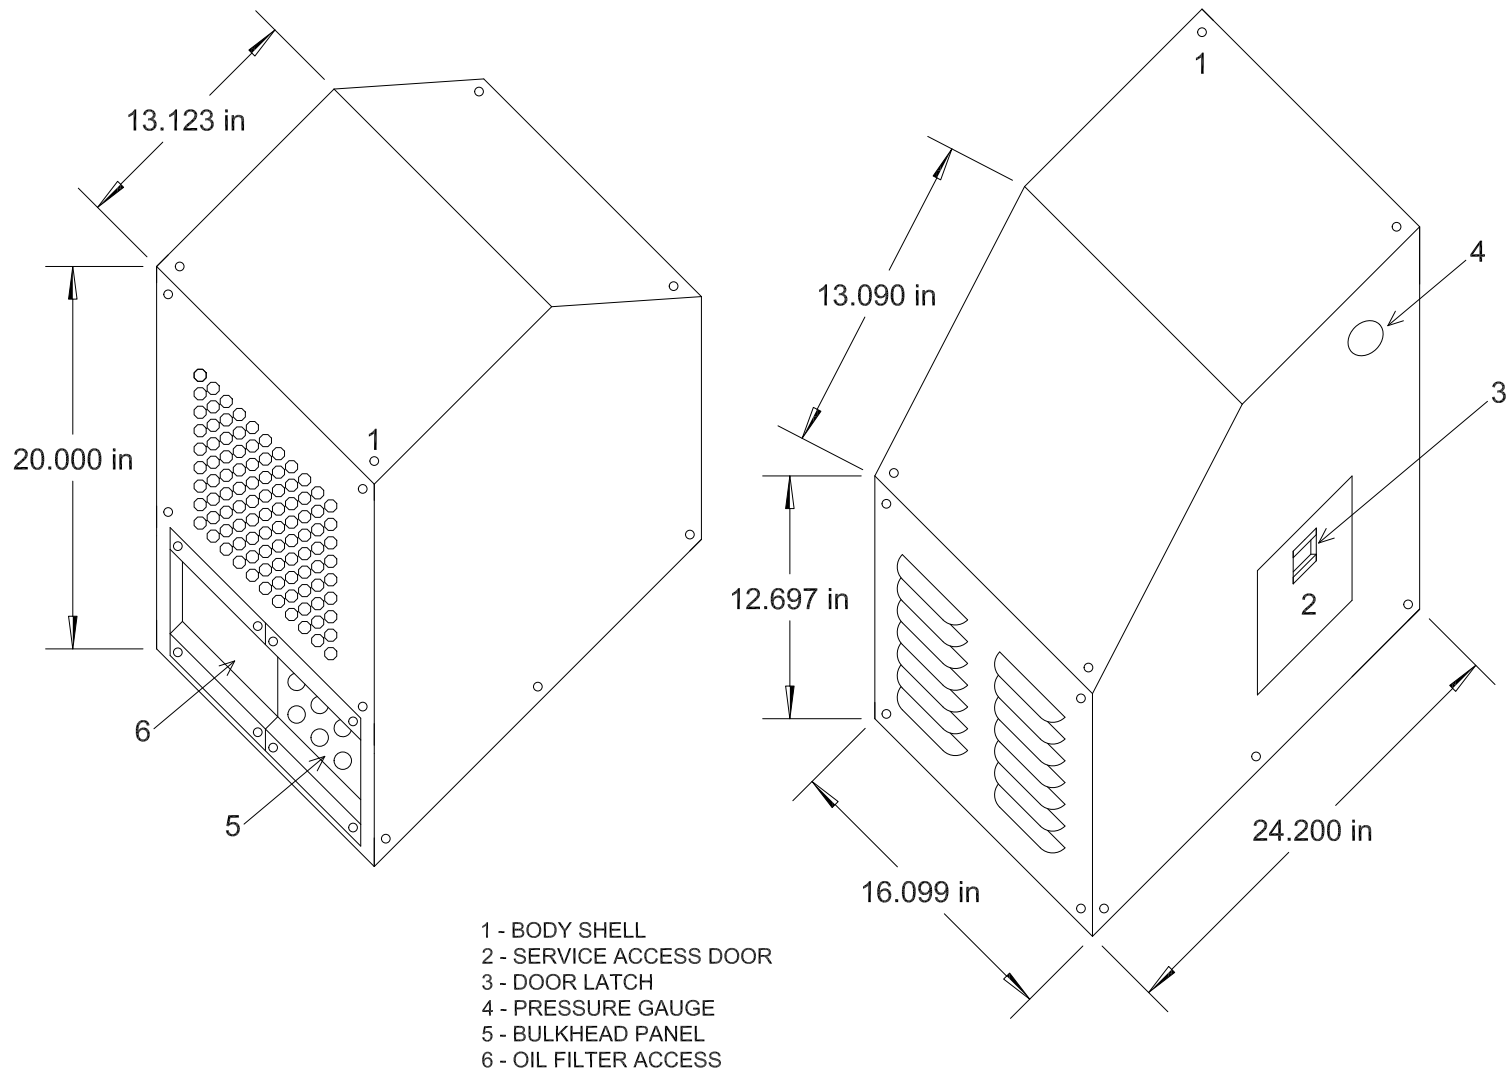 1
13.123 in
4
13.090 in
3
1
20.000 in
12.697 in
2
6
5
24.200 in
16.099 in
1 - BODY SHELL
2 - SERVICE ACCESS DOOR
3 - DOOR LATCH
4 - PRESSURE GAUGE
5 - BULKHEAD PANEL
6 - OIL FILTER ACCESS